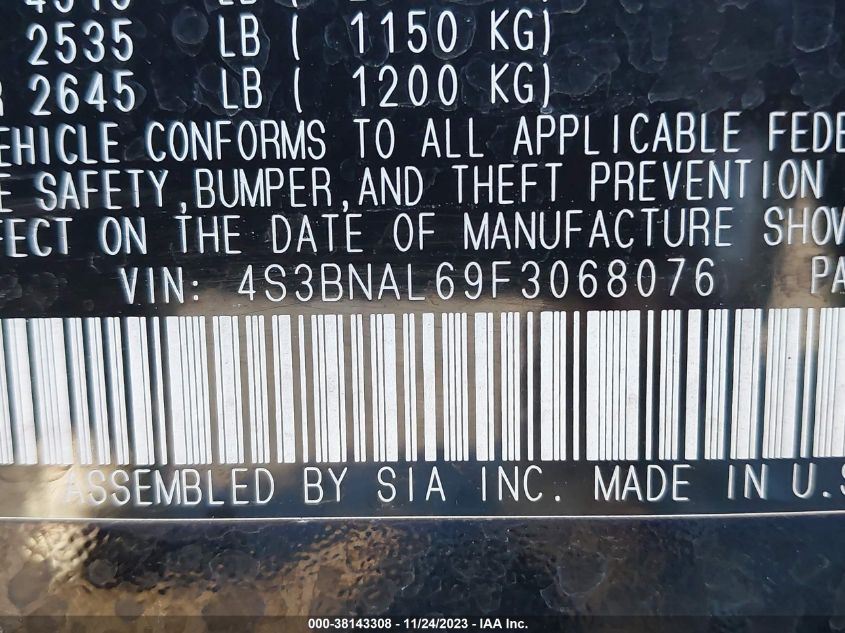 2535 LB ( 1150 KG)
2645 LB ( 1200 KG)
EHICLE CONFORMS TO ALL APPLICABLE FEDE
E SAFETY,BUMPER,AND THEFT PREVENTION
FECT ON THE DATE OF MANUFACTURE SHOW
VIN: 4S3BNAL69F3068076 PA
ASSEMBLED BY SIA INC. MADE IN U.S
000-38143308 - 11/24/2023 - IAA Inc.